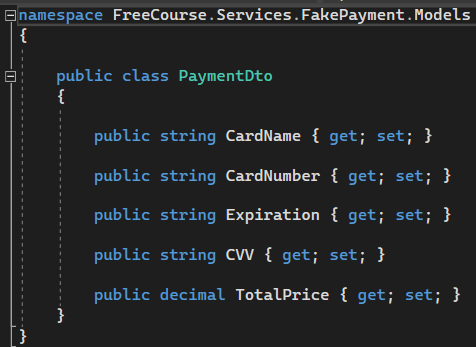 namespace FreeCourse.Services.FakePayment.Models
{
public class PaymentDto
{
public string CardName { get; set; }
public string CardNumber { get; set; }
public string Expiration { get; set; }
public string CVV { get; set; }
public decimal TotalPrice { get; set; }
}
}